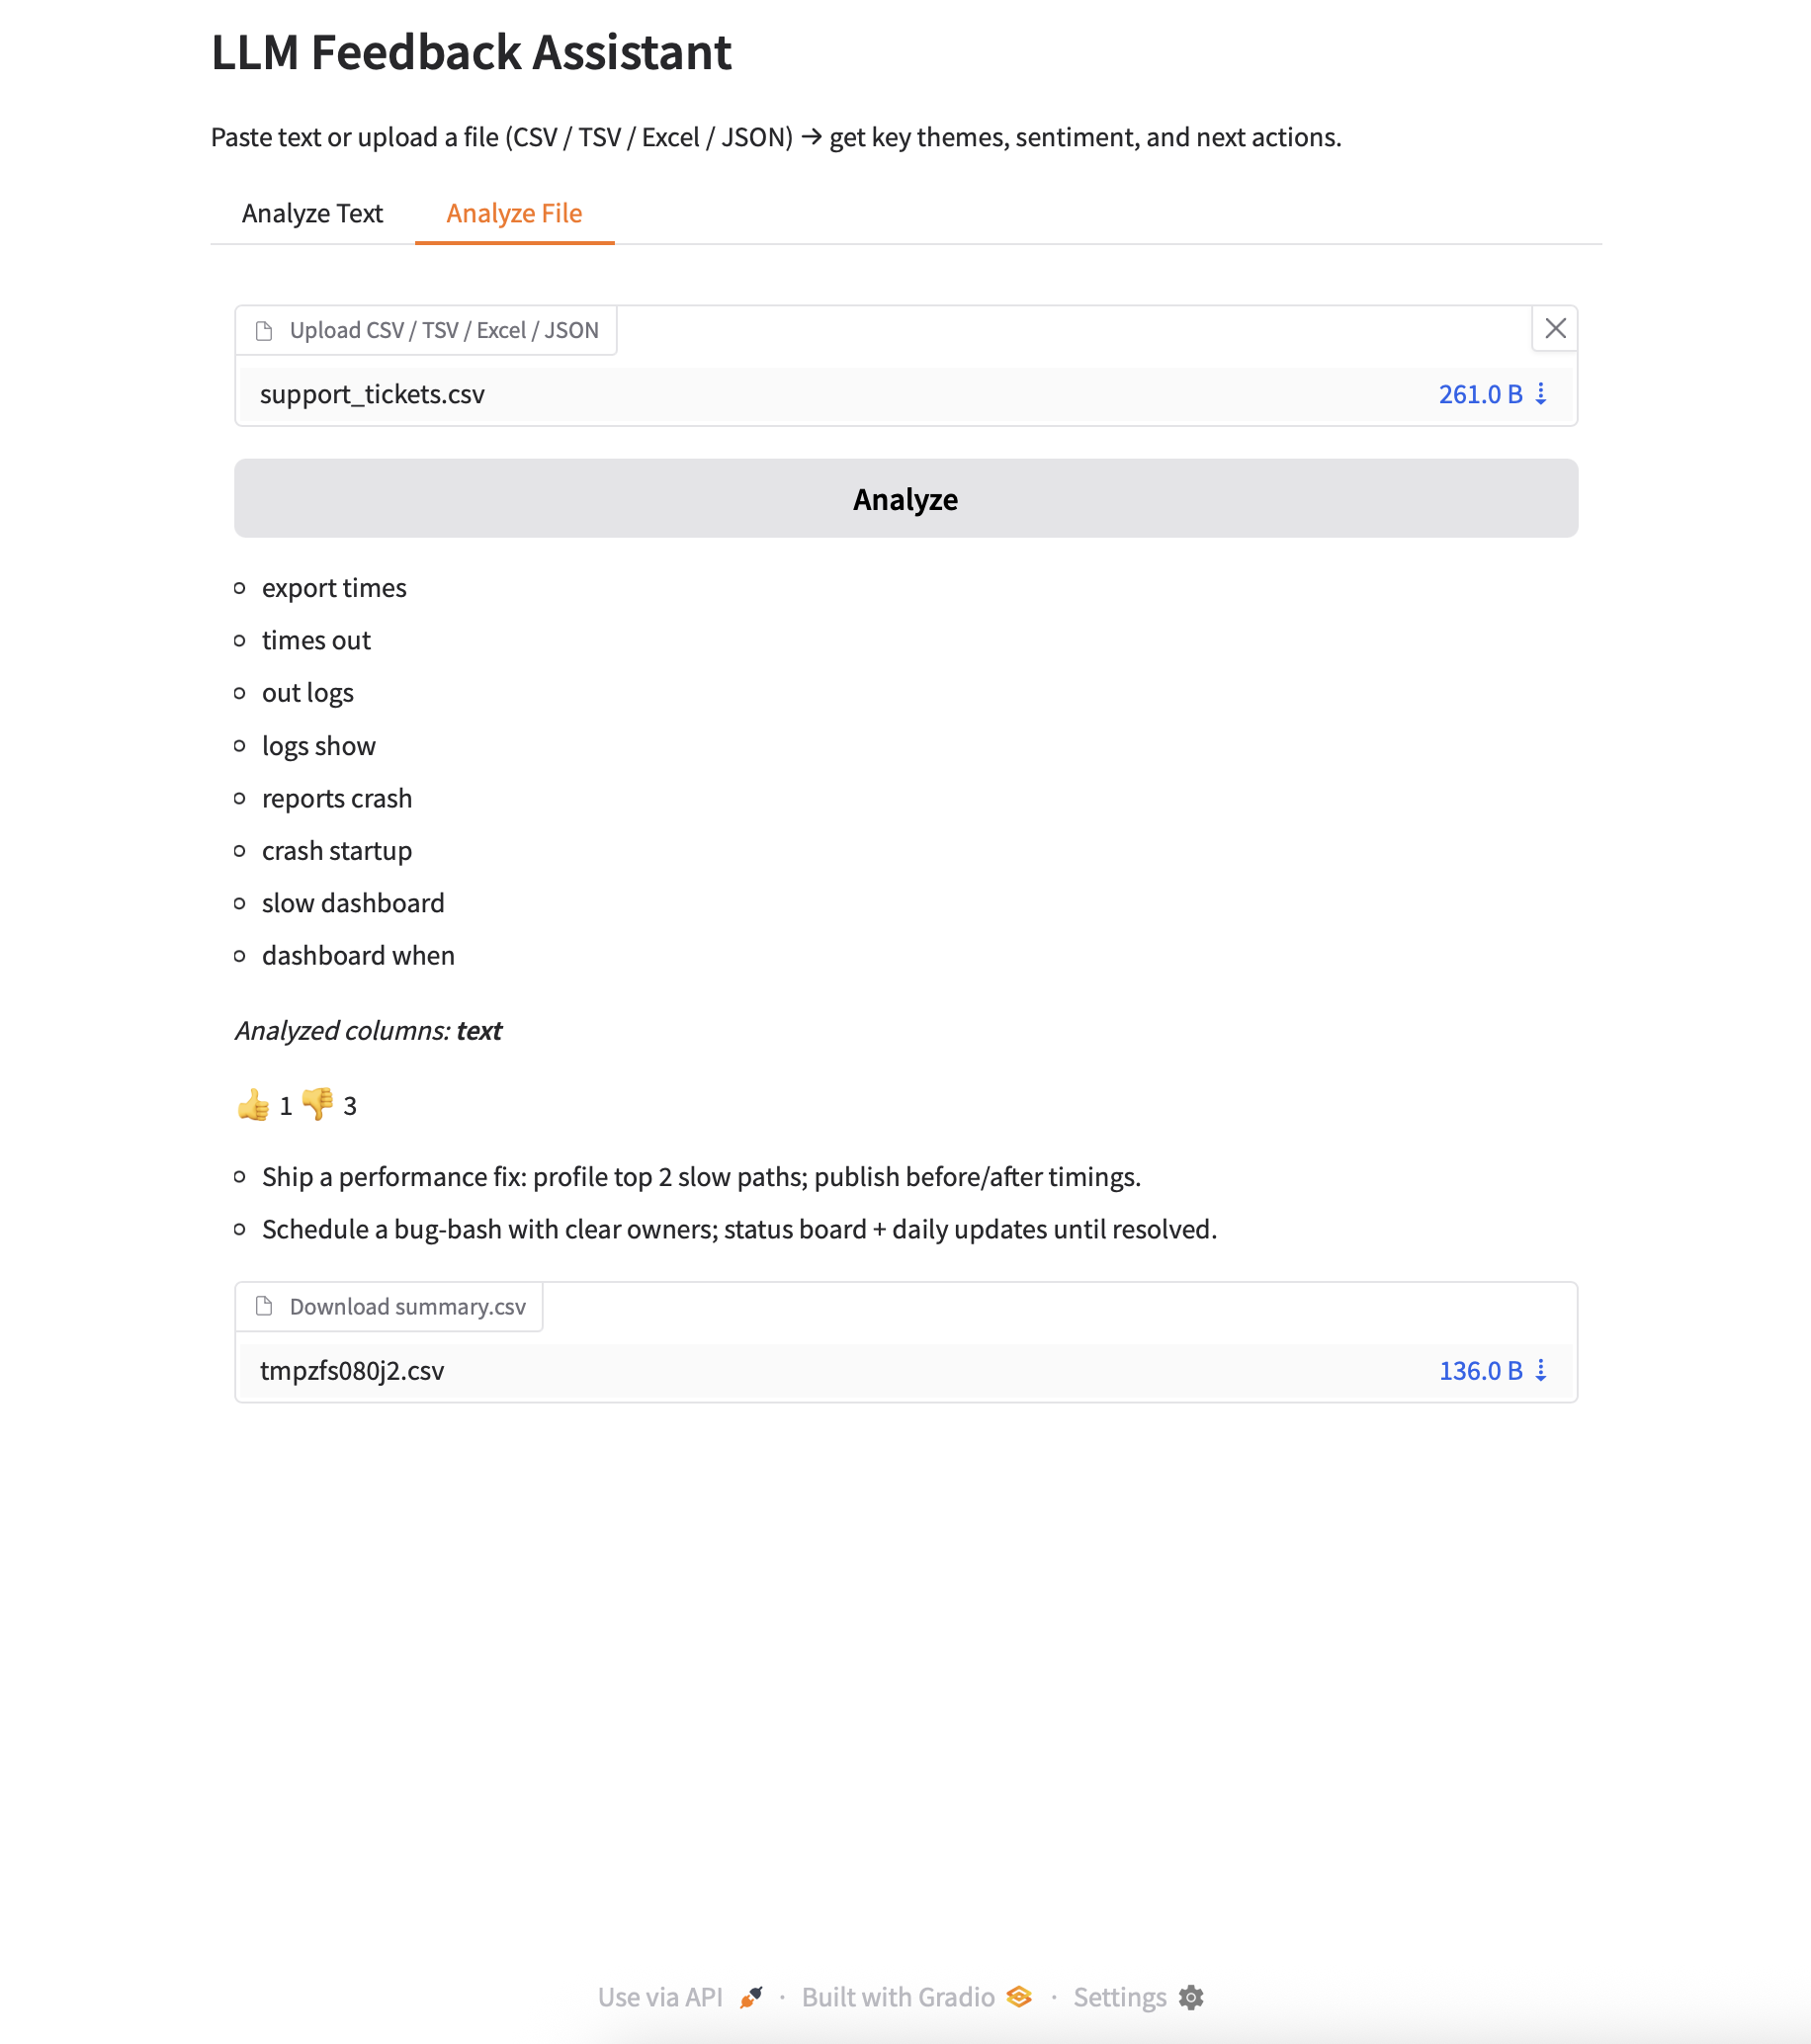 LLM Feedback Assistant
Paste text or upload a file (CSV / TSV / Excel / JSON) → get key themes, sentiment, and next actions.
Analyze Text Analyze File
Upload CSV / TSV / Excel / JSON
support_tickets.csv 261.0 B ⇣
Analyze
export times
times out
out logs
logs show
reports crash
crash startup
slow dashboard
dashboard when
Analyzed columns: text
👍 1 👎 3
Ship a performance fix: profile top 2 slow paths; publish before/after timings.
Schedule a bug-bash with clear owners; status board + daily updates until resolved.
Download summary.csv
tmpzfs080j2.csv 136.0 B ⇣
Use via API · Built with Gradio · Settings